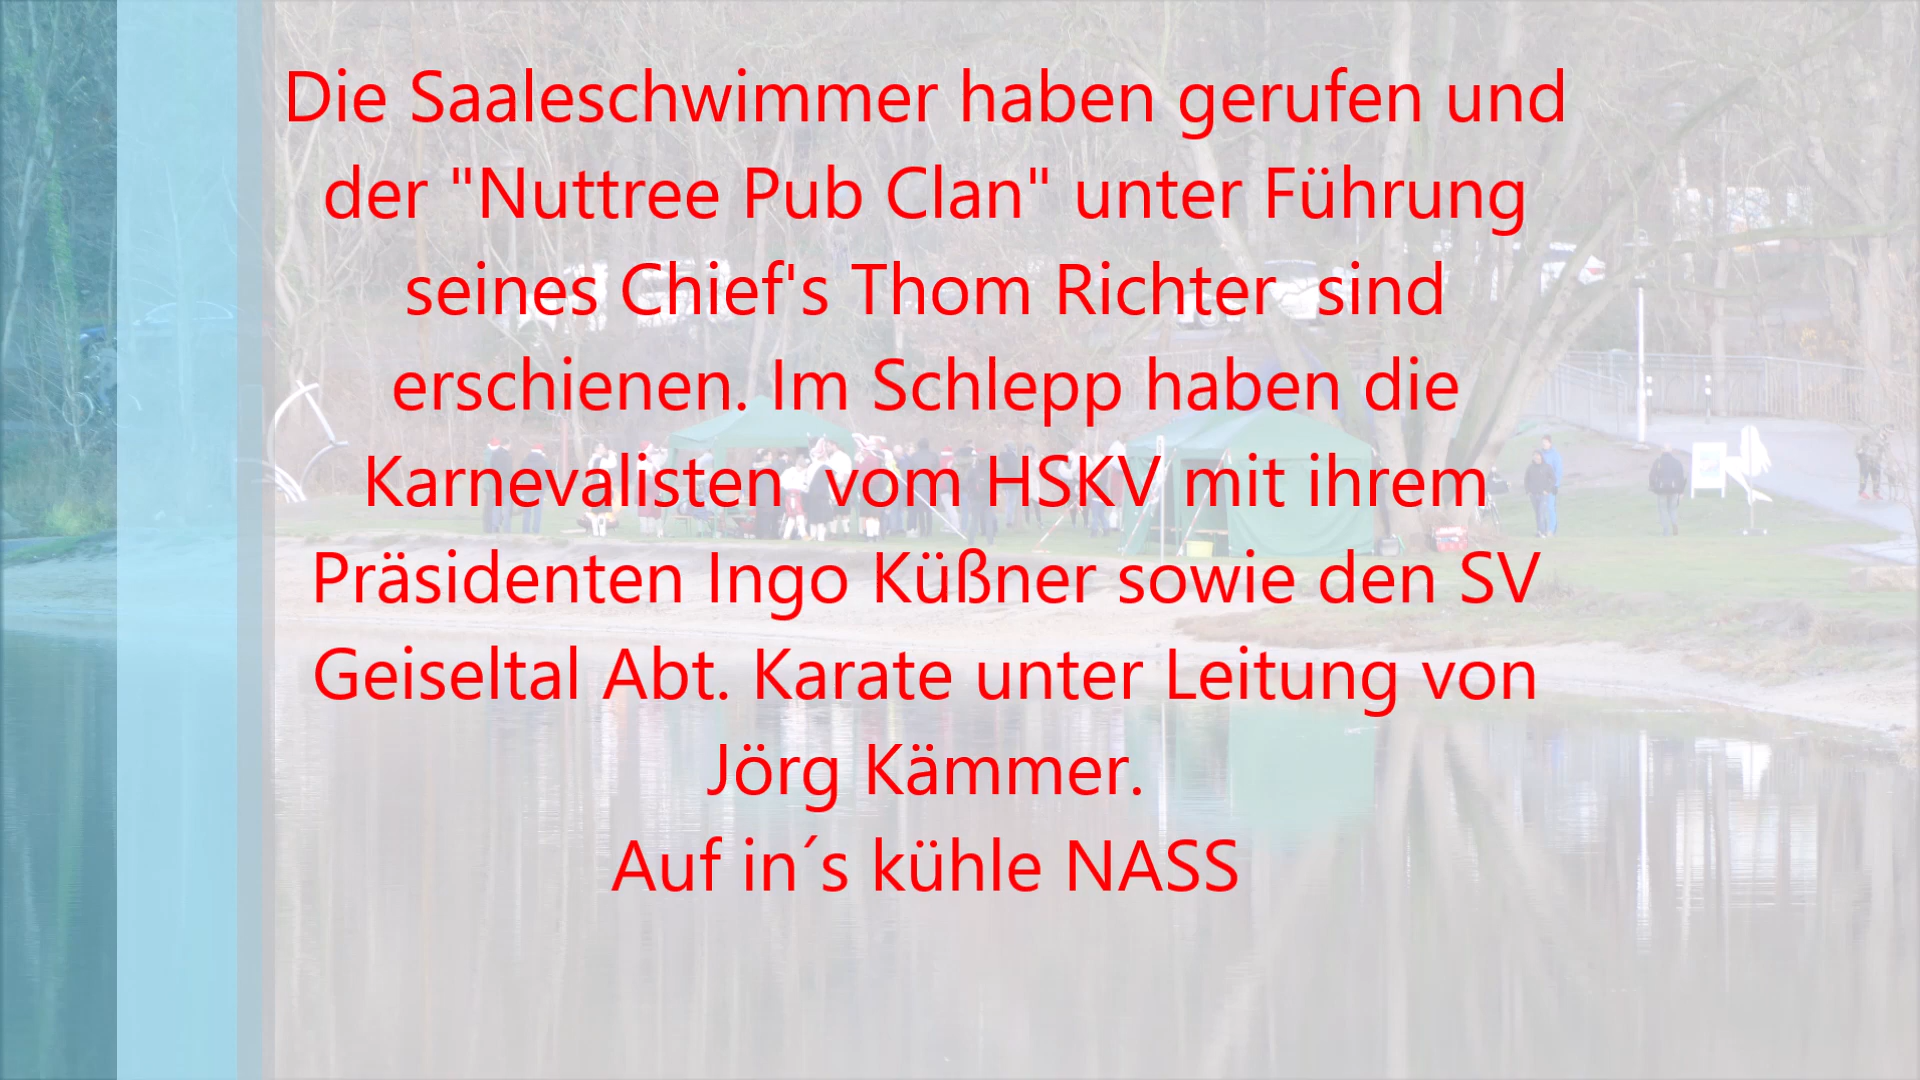 Die Saaleschwimmer haben gerufen und
der "Nuttree Pub Clan" unter Führung
seines Chief's Thom Richter  sind
erschienen. Im Schlepp haben die
Karnevalisten  vom HSKV mit ihrem
Präsidenten Ingo Küßner sowie den SV
Geiseltal Abt. Karate unter Leitung von
Jörg Kämmer.
Auf in´s kühle NASS